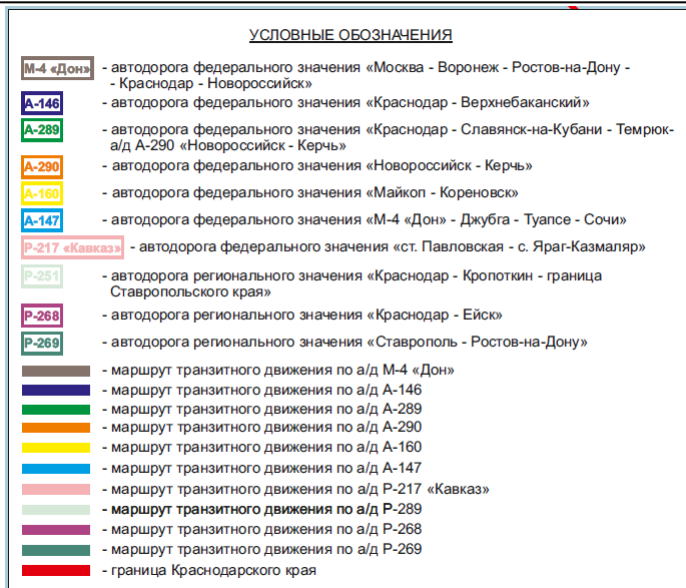 УСЛОВНЫЕ ОБОЗНАЧЕНИЯ
М-4 «Дон» - автодорога федерального значения «Москва - Воронеж - Ростов-на-Дону -
- Краснодар - Новороссийск»
А-146 - автодорога федерального значения «Краснодар - Верхнебаканский»
А-289 - автодорога федерального значения «Краснодар - Славянск-на-Кубани - Темрюк-
а/д А-290 «Новороссийск - Керчь»
А-290 - автодорога федерального значения «Новороссийск - Керчь»
А-160 - автодорога федерального значения «Майкоп - Кореновск»
А-147 - автодорога федерального значения «М-4 «Дон» - Джубга - Туапсе - Сочи»
Р-217 «Кавказ» - автодорога федерального значения «ст. Павловская - с. Яраг-Казмаляр»
Р-251 - автодорога регионального значения «Краснодар - Кропоткин - граница
Ставропольского края»
Р-268 - автодорога регионального значения «Краснодар - Ейск»
Р-269 - автодорога регионального значения «Ставрополь - Ростов-на-Дону»
- маршрут транзитного движения по а/д М-4 «Дон»
- маршрут транзитного движения по а/д А-146
- маршрут транзитного движения по а/д А-289
- маршрут транзитного движения по а/д А-290
- маршрут транзитного движения по а/д А-160
- маршрут транзитного движения по а/д А-147
- маршрут транзитного движения по а/д Р-217 «Кавказ»
- маршрут транзитного движения по а/д Р-289
- маршрут транзитного движения по а/д Р-268
- маршрут транзитного движения по а/д Р-269
- граница Краснодарского края